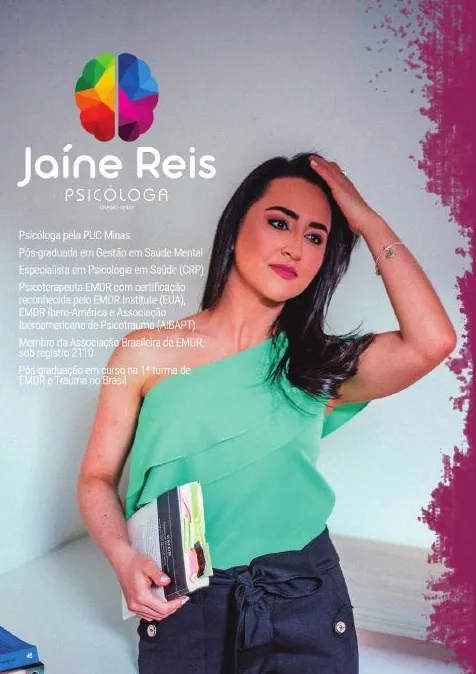 Jaíne Reis
PSICÓLOGA
Psicóloga pela PUC Minas
Pós-graduada em Gestão em Saúde Mental
Especialista em Psicologia em Saúde (CRP)
Psicoterapeuta EMDR com certificação
reconhecida pelo EMDR Institute (EUA),
EMDR Ibero-América e Associação
Iberoamericana de Psicotrauma (AIBAPT)
Membro da Associação Brasileira de EMDR,
sob registro 2110
Pós-graduação em curso na 1ª turma de
EMDR e Trauma no Brasil